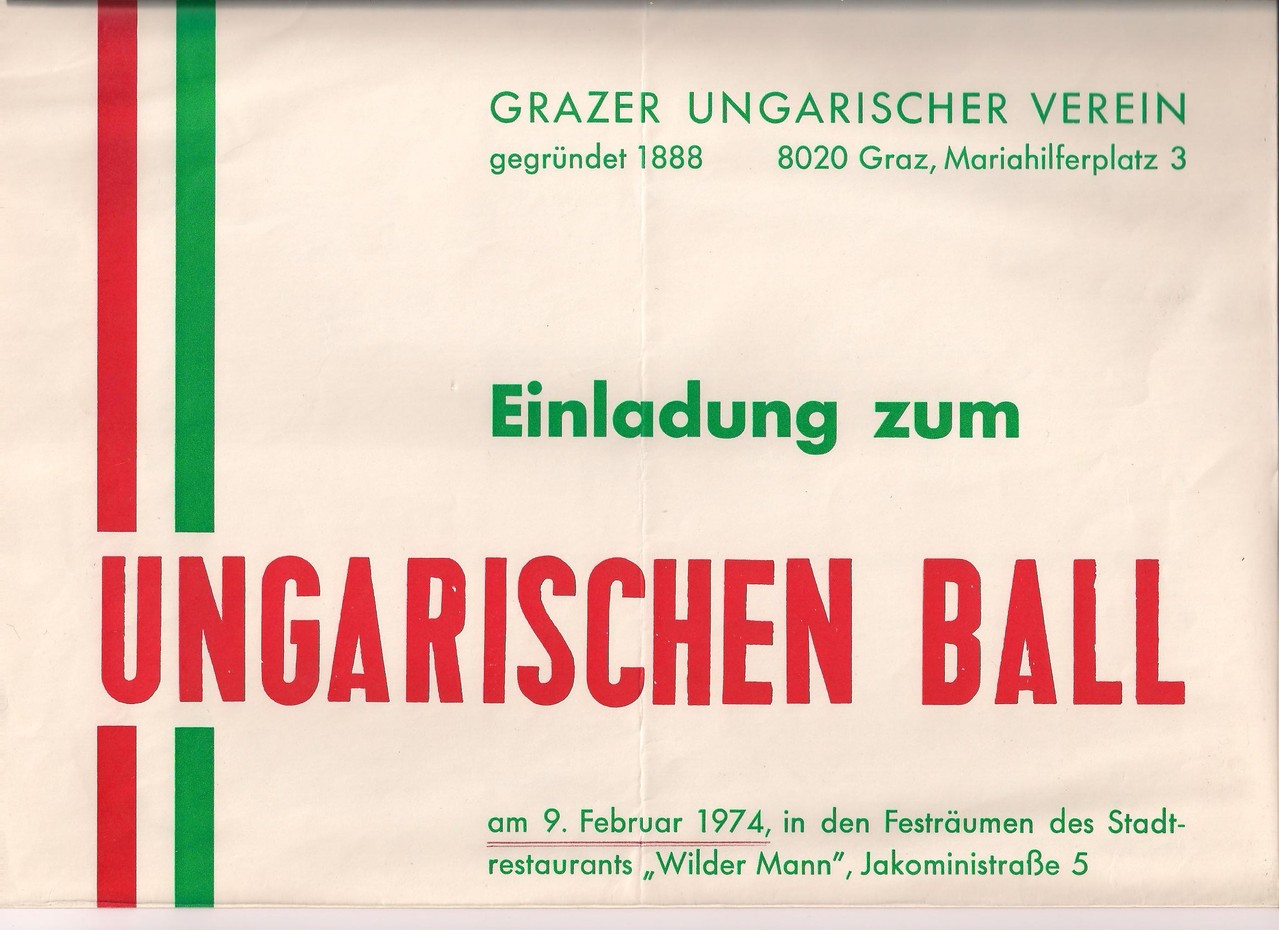 GRAZER UNGARISCHER VEREIN
gegründet 1888 8020 Graz, Mariahilferplatz 3
Einladung zum
UNGARISCHEN BALL
am 9. Februar 1974, in den Festräumen des Stadt-
restaurants „Wilder Mann”, Jakoministraße 5